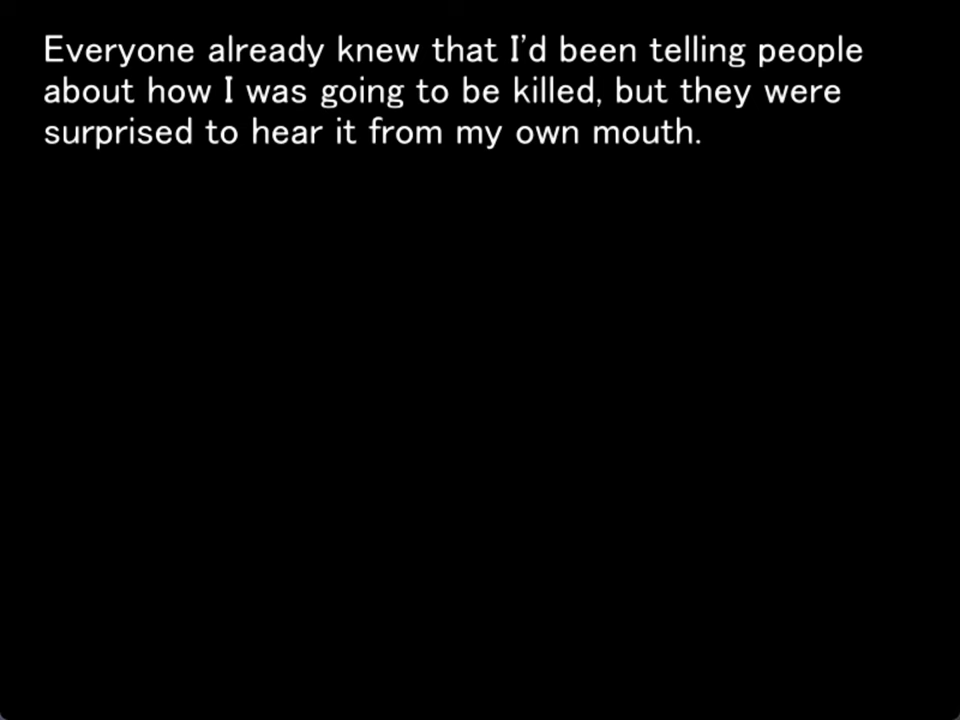 Everyone already knew that I'd been telling people
about how I was going to be killed, but they were
surprised to hear it from my own mouth.